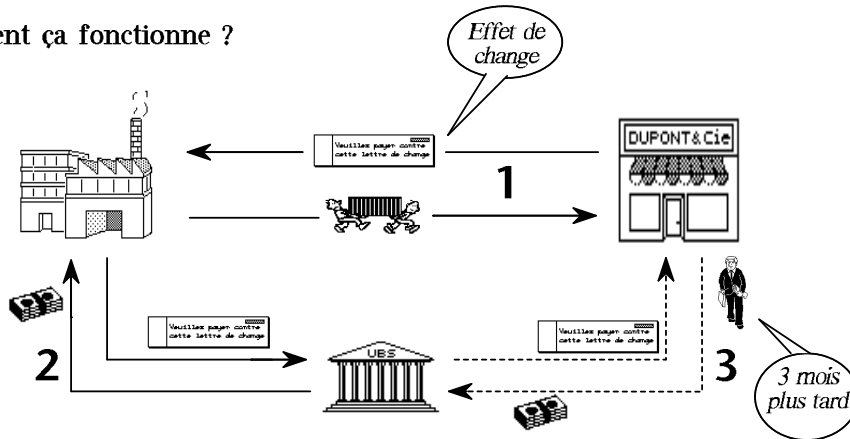 ent ça fonctionne ?
Effet de
change
Veuillez payer contre
cette lettre de change
DUPONT&Cie
1
2
Veuillez payer contre
cette lettre de change
UBS
Veuillez payer contre
cette lettre de change
3
3 mois
plus tard